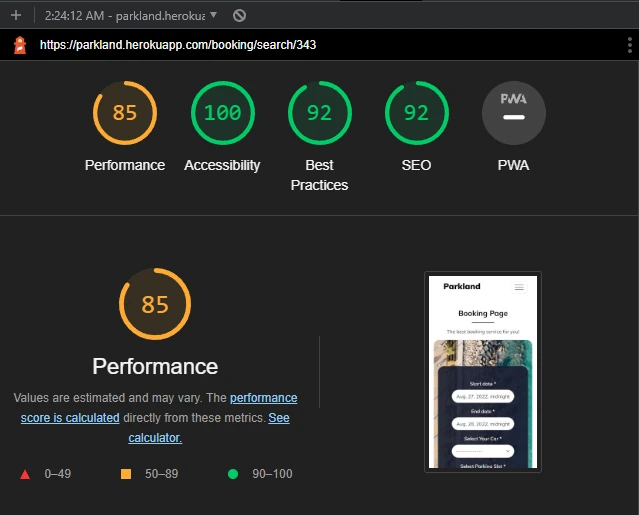 2:24:12 AM - parkland.heroku
https://parkland.herokuapp.com/booking/search/343
85 100 92 92 PWA
Performance Accessibility Best Practices SEO PWA
85
Performance
Values are estimated and may vary. The performance
score is calculated directly from these metrics. See
calculator.
0–49 50–89 90–100
Parkland
Booking Page
The best booking service for you!
Start date *
Aug. 27, 2022, midnight
End date *
Aug. 28, 2022, midnight
Select Your Car *
Select Parking Slot *